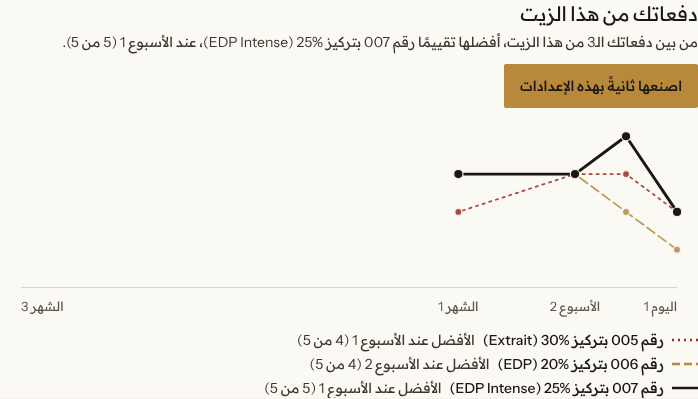 دفعاتك من هذا الزيت
من بين دفعاتك الـ3 من هذا الزيت، أفضلها تقييمًا رقم 007 بتركيز 25% (EDP Intense)، عند الأسبوع 1 (5 من 5).
اصنعها ثانيةً بهذه الإعدادات
اليوم 1
الأسبوع 2
الشهر 1
الشهر 3
رقم 005 بتركيز 30% (Extrait) الأفضل عند الأسبوع 1 (4 من 5)
رقم 006 بتركيز 20% (EDP) الأفضل عند الأسبوع 2 (4 من 5)
رقم 007 بتركيز 25% (EDP Intense) الأفضل عند الأسبوع 1 (5 من 5)